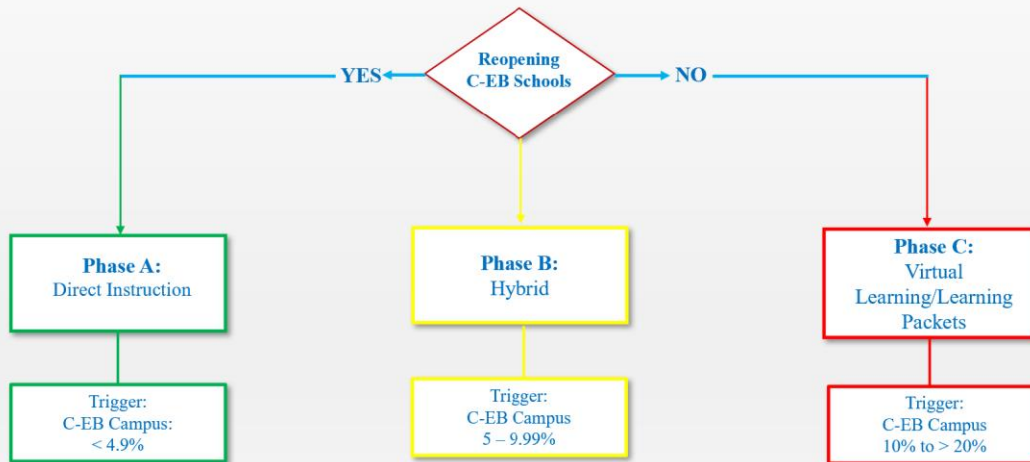 Reopening
C-EB Schools
YES
NO
Phase A:
Direct Instruction
Phase B:
Hybrid
Phase C:
Virtual
Learning/Learning
Packets
Trigger:
C-EB Campus:
< 4.9%
Trigger:
C-EB Campus
5 – 9.99%
Trigger:
C-EB Campus
10% to > 20%